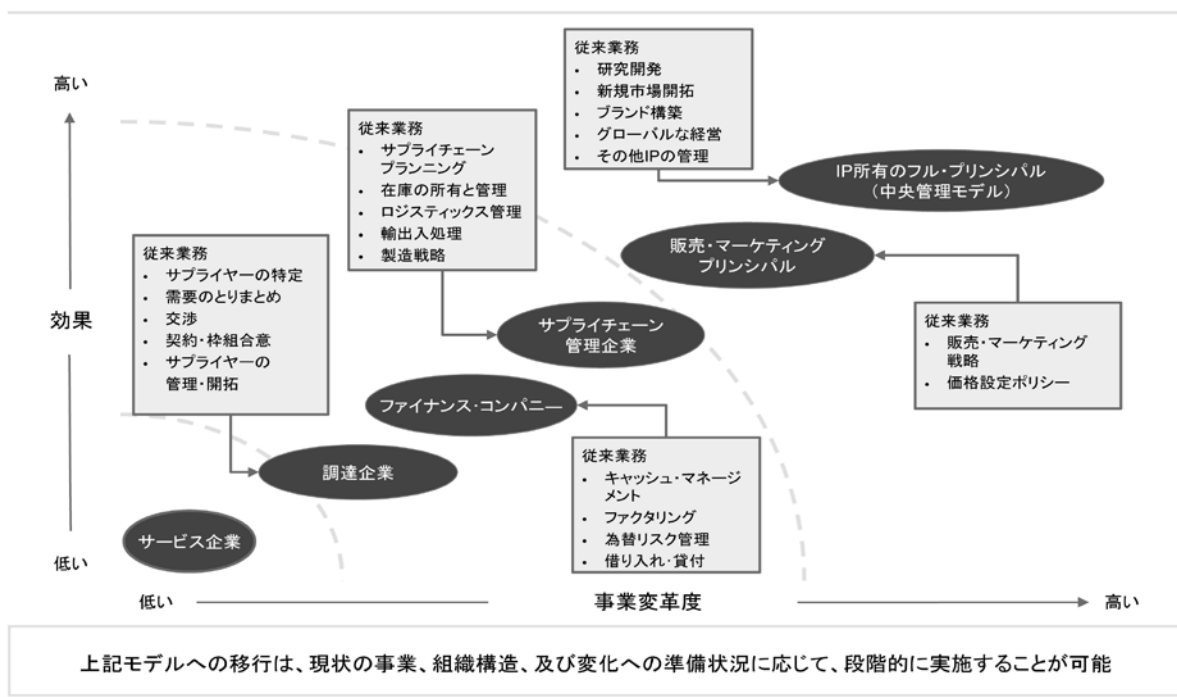 従来業務
・ 研究開発
・ 新規市場開拓
・ ブランド構築
・ グローバルな経営
・ その他IPの管理
高い
従来業務
・ サプライチェーン
プランニング
・ 在庫の所有と管理
・ ロジスティックス管理
・ 輸出入処理
・ 製造戦略
IP所有のフル・プリンシパル
（中央管理モデル）
従来業務
・ サプライヤーの特定
・ 需要のとりまとめ
・ 交渉
・ 契約・枠組合意
・ サプライヤーの
管理・開拓
販売・マーケティング
プリンシパル
効果
サプライチェーン
管理企業
従来業務
・ 販売・マーケティング
戦略
・ 価格設定ポリシー
ファイナンス・コンパニー
調達企業
従来業務
・ キャッシュ・マネージ
メント
・ ファクタリング
・ 為替リスク管理
・ 借り入れ・貸付
サービス企業
低い
低い
事業変革度
高い
上記モデルへの移行は、現状の事業、組織構造、及び変化への準備状況に応じて、段階的に実施することが可能